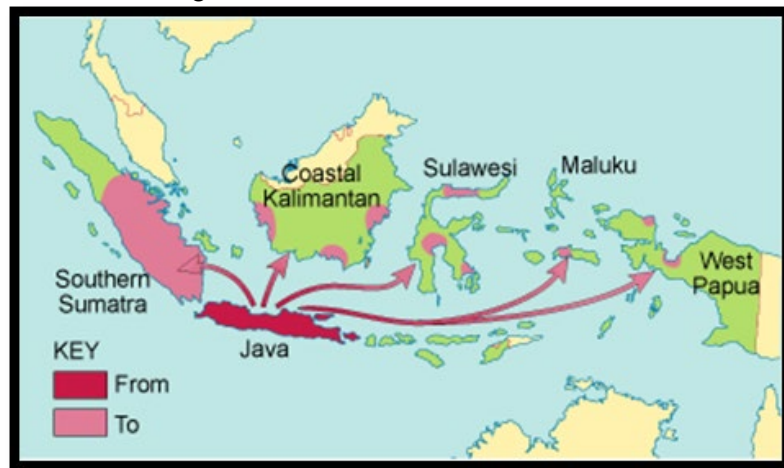 Coastal
Kalimantan
Sulawesi
Maluku
Southern
Sumatra
West
Papua
Java
KEY
From
To